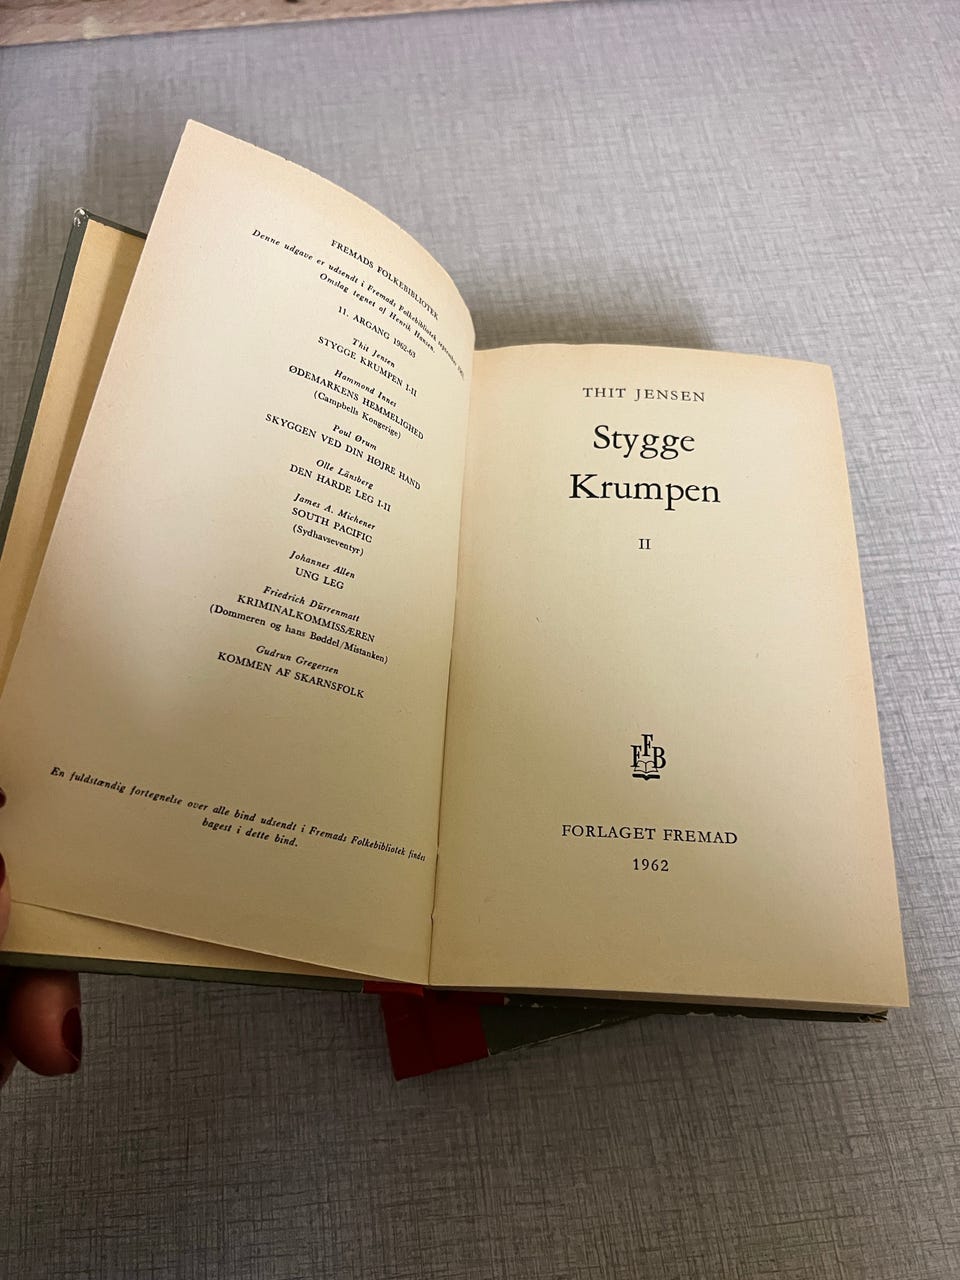 FREMADS FOLKEBIBLIOTEK
Denne udgave er udsendt i Fremads Folkebibliotek september
Omslag tegnet af Henrik Hansen.
11. ARGANG 1962-63
Thit Jensen
STYGGE KRUMPEN I-II
Hammond Innes
ØDEMARKENS HEMMELIGHED
(Campbells Kongerige)
Poul Ørum
SKYGGEN VED DIN HØJRE HAND
Olle Länsberg
DEN HARDE LEG I-II
James A. Michener
SOUTH PACIFIC
(Sydhavseventyr)
Johannes Allen
UNG LEG
Friedrich Dürrenmatt
KRIMINALKOMMISSÆREN
(Dommeren og hans Bøddel/Mistanken)
Gudrun Gregersen
KOMMEN AF SKARNSFOLK
En fuldstændig fortegnelse over alle bind udsendt i Fremads Folkebibliotek findes
bagest i dette bind.
THIT JENSEN
Stygge
Krumpen
II
FFB
FORLAGET FREMAD
1962